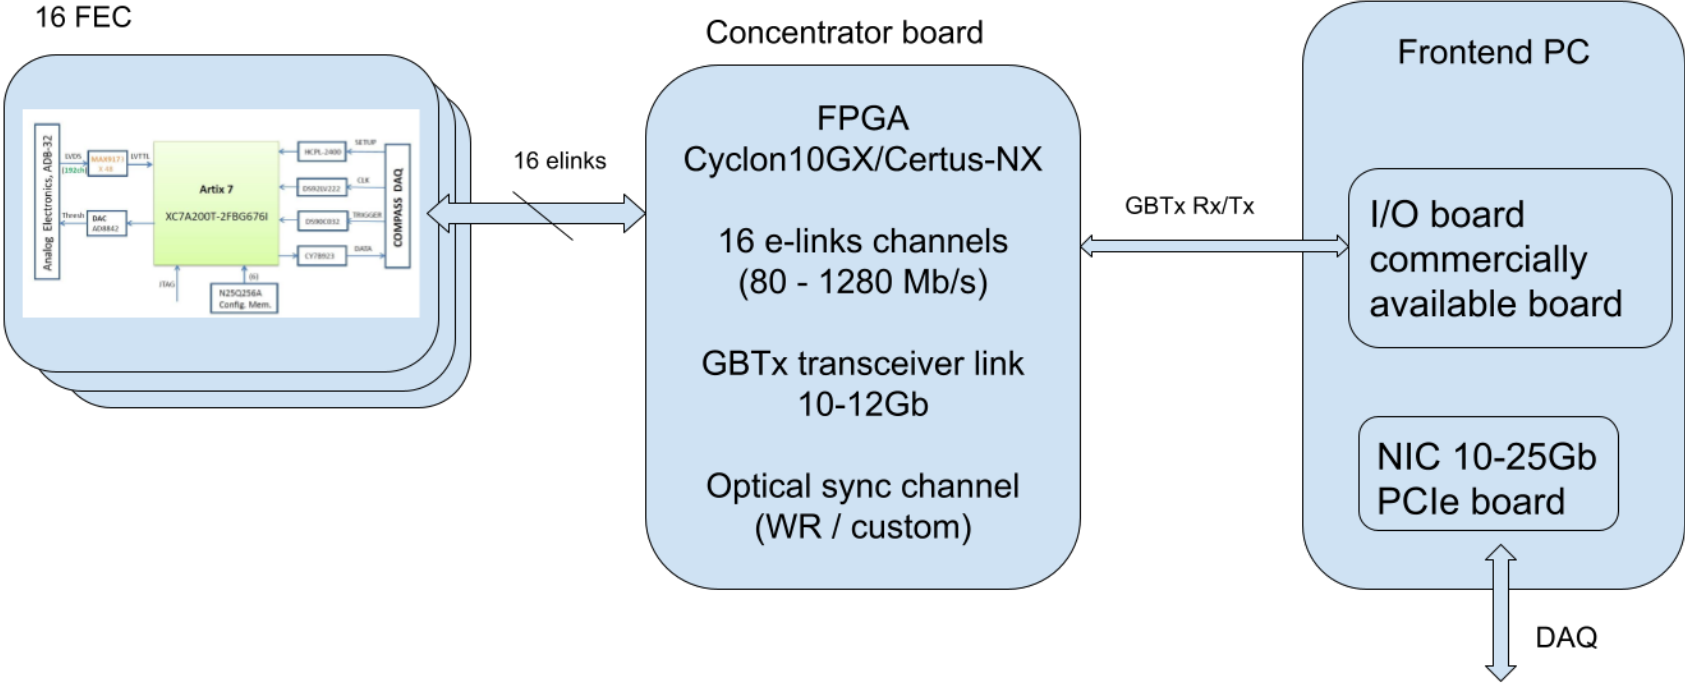 16 FEC
Analog Electronics, ADB-32
LVDS
(192ch)
LVTTL
Thresh
DAC
AD8842
Artix 7
XC7A200T-2FBG676I
JTAG
(6)
N25Q256A
Config. Mem.
HCPL-2400
SETUP
CLK
TRIGGER
CY7B923
DATA
COMPASS DAQ
16 elinks
Concentrator board
FPGA
Cyclon10GX/Certus-NX
16 e-links channels
(80 - 1280 Mb/s)
GBTx transceiver link
10-12Gb
Optical sync channel
(WR / custom)
GBTx Rx/Tx
Frontend PC
I/O board
commercially
available board
NIC 10-25Gb
PCIe board
DAQ